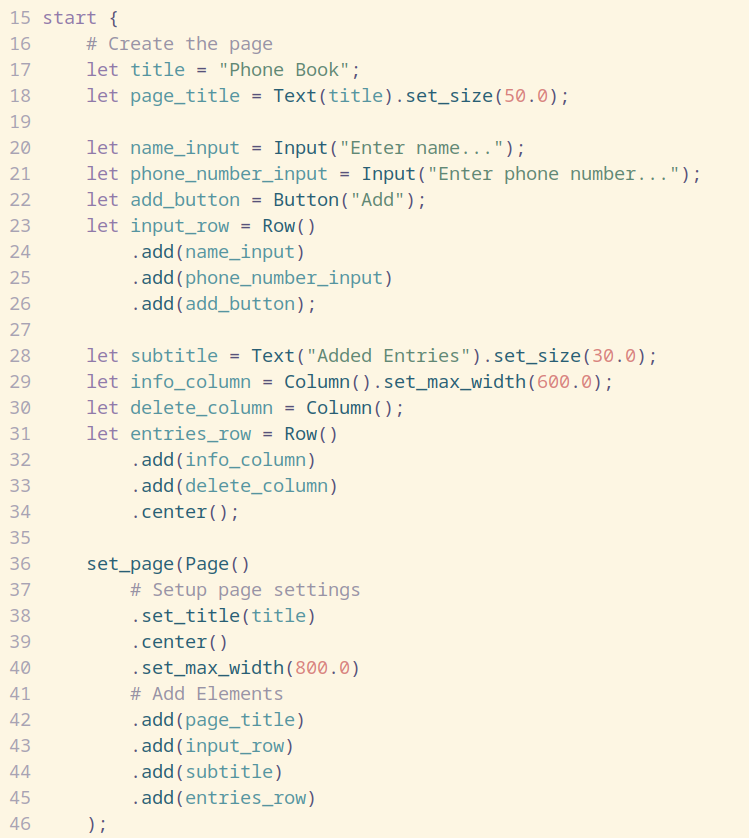 15 start {
16     # Create the page
17     let title = "Phone Book";
18     let page_title = Text(title).set_size(50.0);
19
20     let name_input = Input("Enter name...");
21     let phone_number_input = Input("Enter phone number...");
22     let add_button = Button("Add");
23     let input_row = Row()
24         .add(name_input)
25         .add(phone_number_input)
26         .add(add_button);
27
28     let subtitle = Text("Added Entries").set_size(30.0);
29     let info_column = Column().set_max_width(600.0);
30     let delete_column = Column();
31     let entries_row = Row()
32         .add(info_column)
33         .add(delete_column)
34         .center();
35
36     set_page(Page()
37         # Setup page settings
38         .set_title(title)
39         .center()
40         .set_max_width(800.0)
41         # Add Elements
42         .add(page_title)
43         .add(input_row)
44         .add(subtitle)
45         .add(entries_row)
46     );